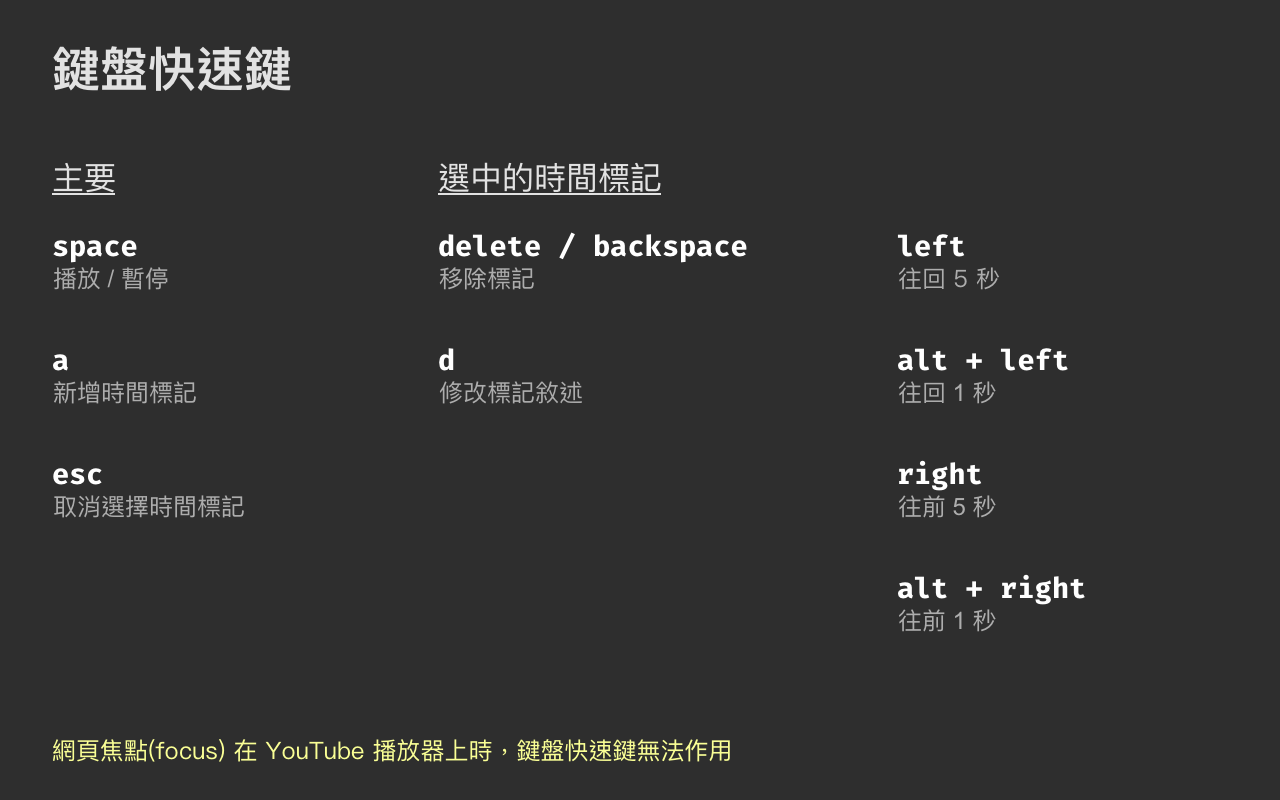 鍵盤快速鍵
主要
space
播放 / 暫停
a
新增時間標記
esc
取消選擇時間標記
選中的時間標記
delete / backspace
移除標記
d
修改標記敘述
left
往回 5 秒
alt + left
往回 1 秒
right
往前 5 秒
alt + right
往前 1 秒
網頁焦點(focus) 在 YouTube 播放器上時，鍵盤快速鍵無法作用